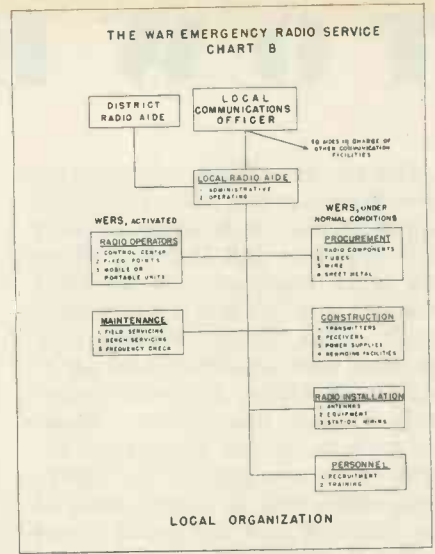 THE WAR EMERGENCY RADIO SERVICE
CHART B
DISTRICT
RADIO AIDE
LOCAL
COMMUNICATIONS
OFFICER
TO AIDES IN CHARGE OF
OTHER COMMUNICATION
FACILITIES
LOCAL RADIO AIDE
1 ADMINISTRATIVE
2 OPERATING
WERS, ACTIVATED
WERS, UNDER
NORMAL CONDITIONS
RADIO OPERATORS
1 CONTROL CENTER
2 FIXED POINTS
3 MOBILE OR
PORTABLE UNITS
PROCUREMENT
1 RADIO COMPONENTS
2 TUBES
3 WIRE
4 SHEET METAL
MAINTENANCE
1 FIELD SERVICING
2 BENCH SERVICING
3 FREQUENCY CHECK
CONSTRUCTION
1 TRANSMITTERS
2 RECEIVERS
3 POWER SUPPLIES
4 REWINDING FACILITIES
RADIO INSTALLATION
1 ANTENNAS
2 EQUIPMENT
3 STATION WIRING
PERSONNEL
1 RECRUITMENT
2 TRAINING
LOCAL ORGANIZATION